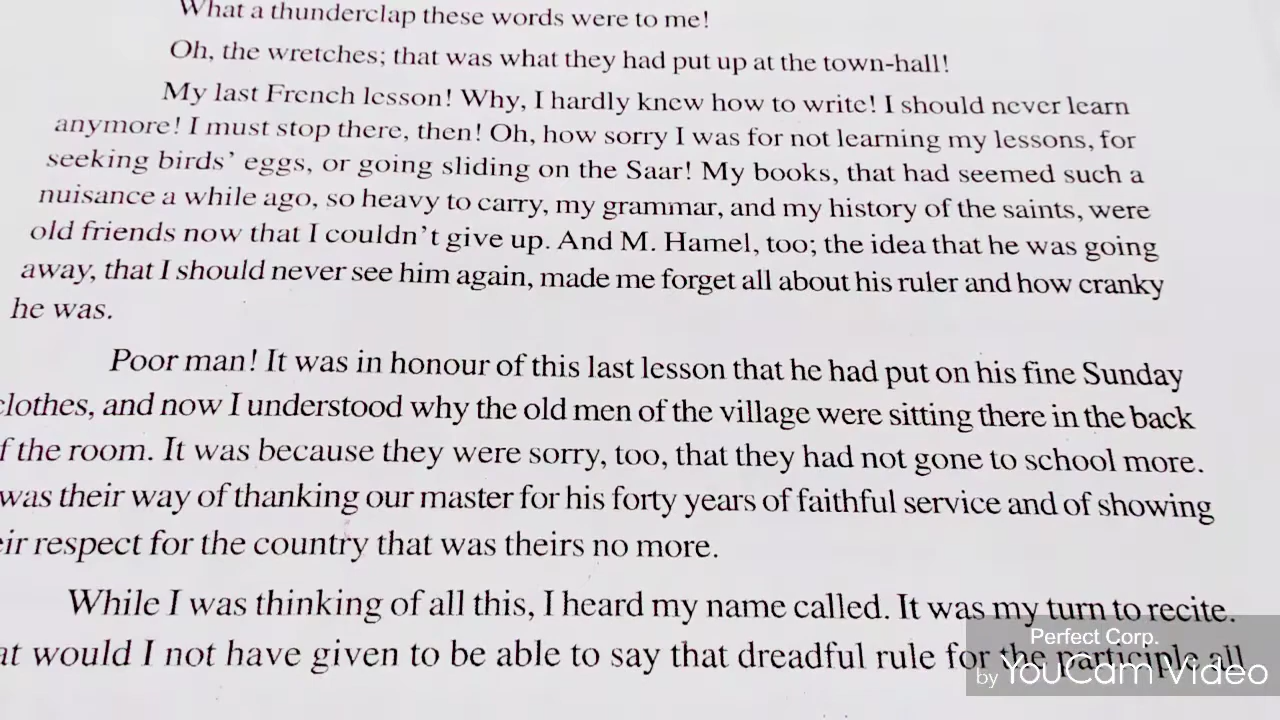 What a thunderclap these words were to me!
Oh, the wretches; that was what they had put up at the town-hall!
My last French lesson! Why, I hardly knew how to write! I should never learn
anymore! I must stop there, then! Oh, how sorry I was for not learning my lessons, for
seeking birds' eggs, or going sliding on the Saar! My books, that had seemed such a
nuisance a while ago, so heavy to carry, my grammar, and my history of the saints, were
old friends now that I couldn't give up. And M. Hamel, too; the idea that he was going
away, that I should never see him again, made me forget all about his ruler and how cranky
he was.
Poor man! It was in honour of this last lesson that he had put on his fine Sunday
clothes, and now I understood why the old men of the village were sitting there in the back
f the room. It was because they were sorry, too, that they had not gone to school more.
was their way of thanking our master for his forty years of faithful service and of showing
eir respect for the country that was theirs no more.
While I was thinking of all this, I heard my name called. It was my turn to recite.
at would I not have given to be able to say that dreadful rule for the participle all
Perfect Corp.
by YouCam Video